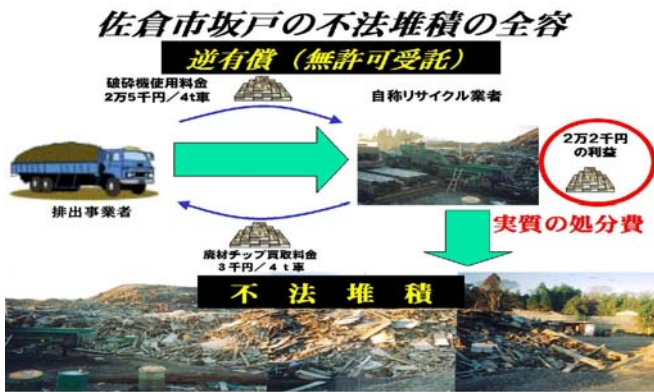 佐倉市坂戸の不法堆積の全容
逆有償（無許可受託）
破砕機使用料金
2万5千円／4t車
自称リサイクル業者
2万2千円
の利益
排出事業者
廃材チップ買取料金
3千円／4t車
実質の処分費
不法堆積